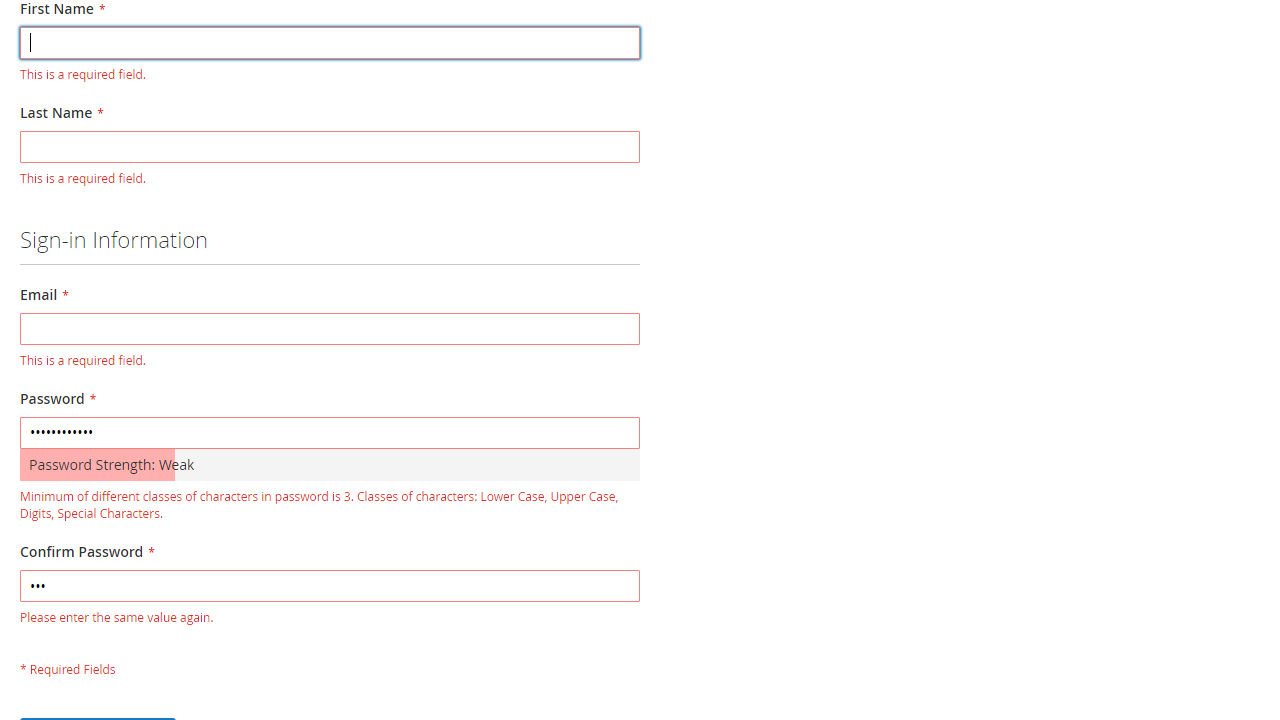 First Name *
This is a required field.
Last Name *
This is a required field.
Sign-in Information
Email *
This is a required field.
Password *
••••••••••••
Password Strength: Weak
Minimum of different classes of characters in password is 3. Classes of characters: Lower Case, Upper Case,
Digits, Special Characters.
Confirm Password *
•••
Please enter the same value again.
* Required Fields